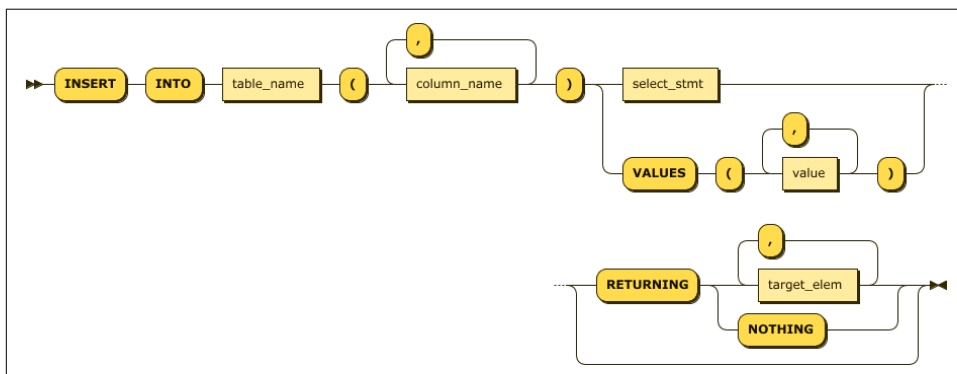 ,
INSERT INTO table_name ( column_name ) select_stmt
,
VALUES ( value )
,
RETURNING target_elem
NOTHING